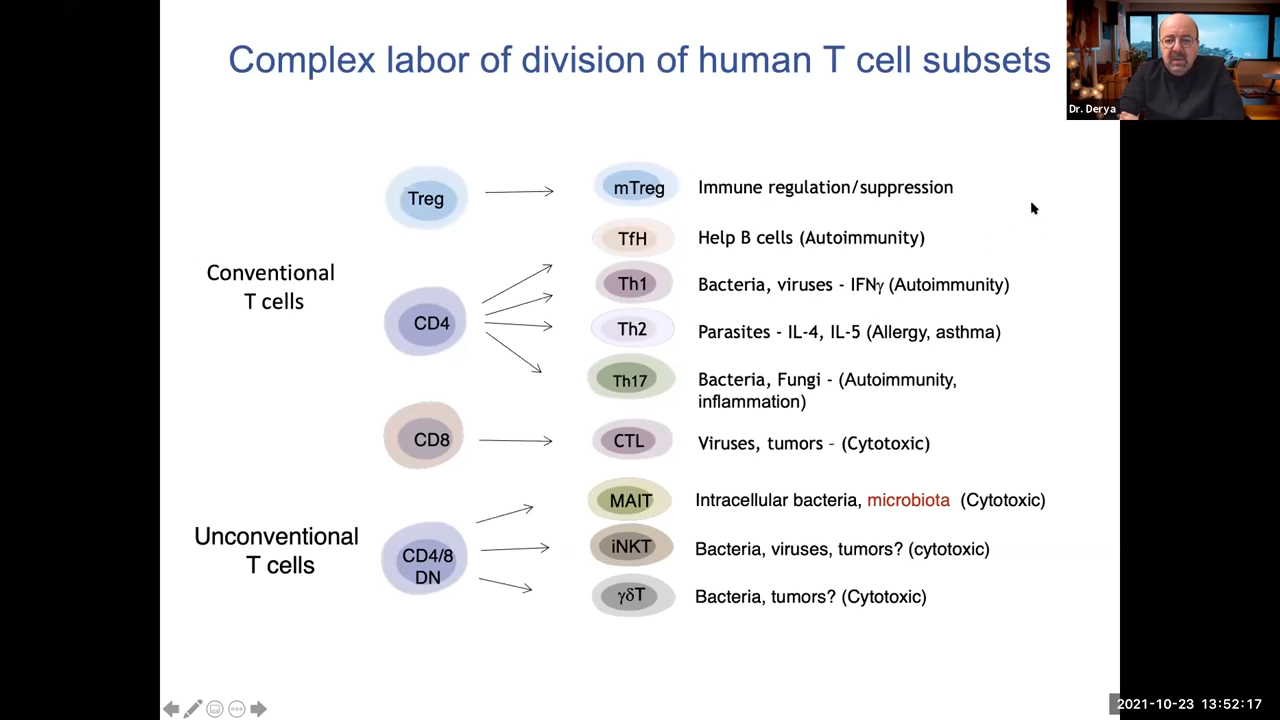 Complex labor of division of human T cell subsets
Dr. Derya
Conventional
T cells
Treg
mTreg
Immune regulation/suppression
TfH
Help B cells (Autoimmunity)
CD4
Th1
Bacteria, viruses - IFNγ (Autoimmunity)
Th2
Parasites - IL-4, IL-5 (Allergy, asthma)
Th17
Bacteria, Fungi - (Autoimmunity,
inflammation)
CD8
CTL
Viruses, tumors - (Cytotoxic)
Unconventional
T cells
CD4/8
DN
MAIT
Intracellular bacteria, microbiota (Cytotoxic)
iNKT
Bacteria, viruses, tumors? (cytotoxic)
γδT
Bacteria, tumors? (Cytotoxic)
2021-10-23 13:52:17